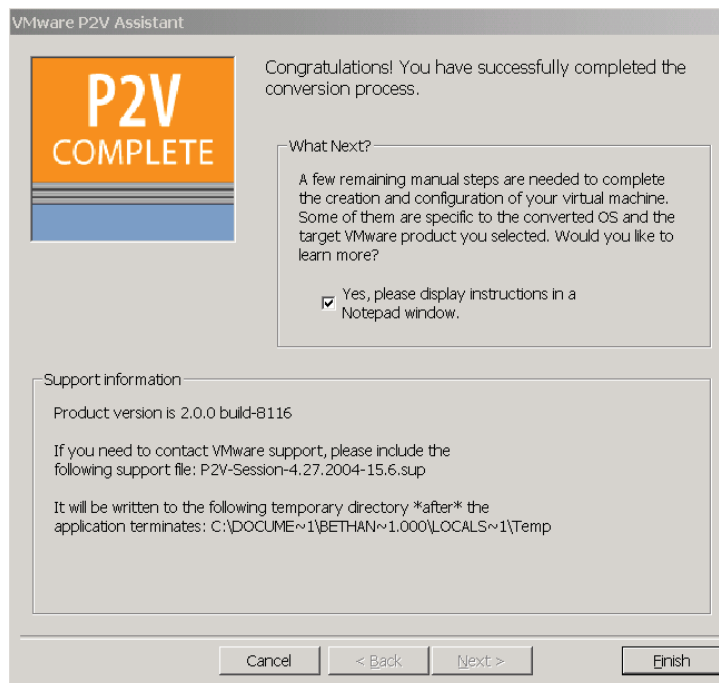 VMware P2V Assistant
P2V
COMPLETE
Congratulations! You have successfully completed the
conversion process.
What Next?
A few remaining manual steps are needed to complete
the creation and configuration of your virtual machine.
Some of them are specific to the converted OS and the
target VMware product you selected. Would you like to
learn more?
Yes, please display instructions in a
Notepad window.
Support information
Product version is 2.0.0 build-8116
If you need to contact VMware support, please include the
following support file: P2V-Session-4.27.2004-15.6.sup
It will be written to the following temporary directory *after* the
application terminates: C:\DOCUME~1\BETHAN~1.000\LOCALS~1\Temp
Cancel
< Back
Next >
Finish